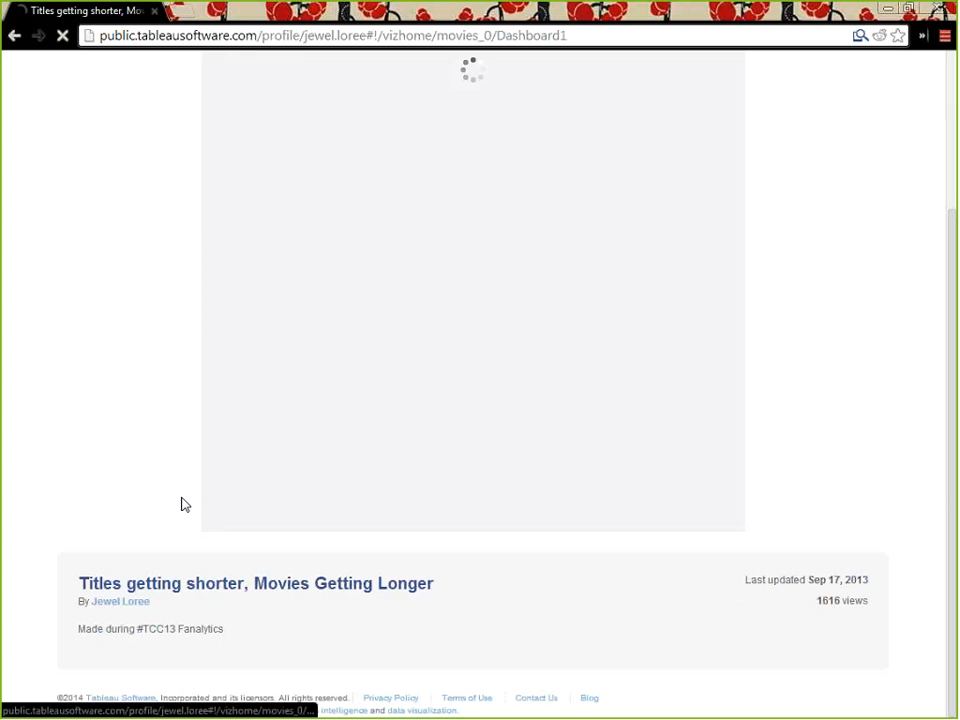 Titles getting shorter, Mo
public.tableausoftware.com/profile/jewel.loree#!/vizhome/movies_0/Dashboard1
»
Titles getting shorter, Movies Getting Longer
Last updated Sep 17, 2013
By Jewel Loree
1616 views
Made during #TCC13 Fanalytics
©2014 Tableau Software, Incorporated and its licensors. All rights reserved. Privacy Policy Terms of Use Contact Us Blog
public.tableausoftware.com/profile/jewel.loree#!/vizhome/movies_0/... intelligence and data visualization.